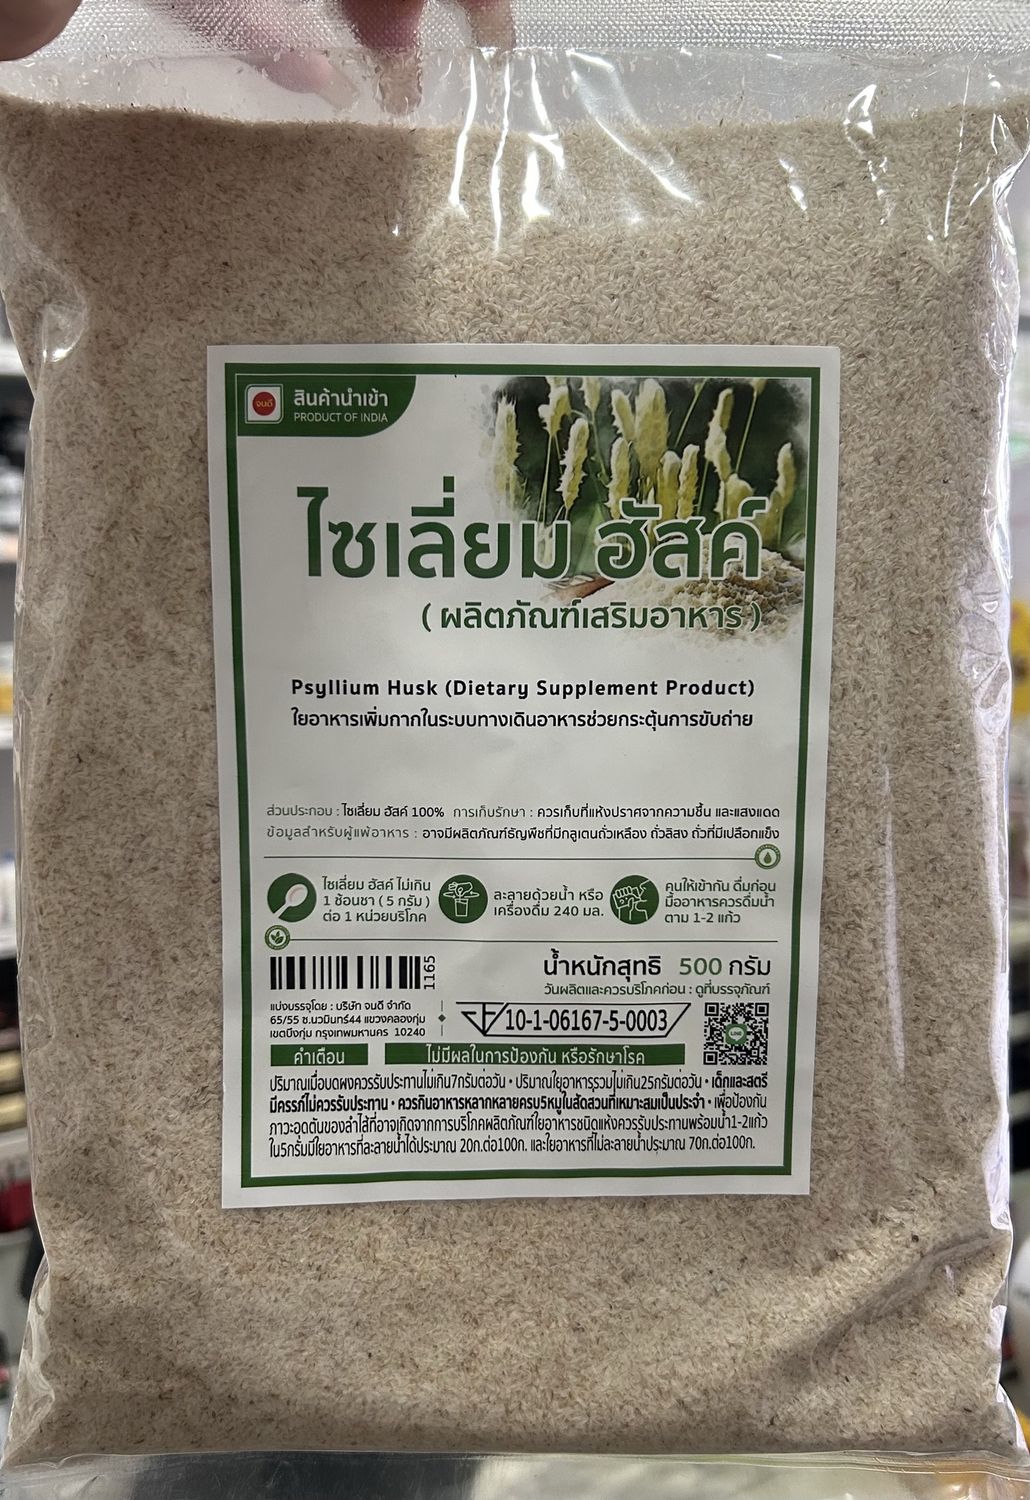 จนดี
สินค้านำเข้า
PRODUCT OF INDIA
ไซเลี่ยม ฮัสค์
( ผลิตภัณฑ์เสริมอาหาร )
Psyllium Husk (Dietary Supplement Product)
ใยอาหารเพิ่มกากในระบบทางเดินอาหารช่วยกระตุ้นการขับถ่าย
ส่วนประกอบ : ไซเลี่ยม ฮัสค์ 100% การเก็บรักษา : ควรเก็บที่แห้งปราศจากความชื้น และแสงแดด
ข้อมูลสำหรับผู้แพ้อาหาร : อาจมีผลิตภัณฑ์ธัญพืชที่มีกลูเตนถั่วเหลือง ถั่วลิสง ถั่วที่มีเปลือกแข็ง
ไซเลี่ยม ฮัสค์ ไม่เกิน
1 ช้อนชา ( 5 กรัม )
ต่อ 1 หน่วยบริโภค
ละลายด้วยน้ำ หรือ
เครื่องดื่ม 240 มล.
คนให้เข้ากัน ดื่มก่อน
มื้ออาหารควรดื่มน้ำ
ตาม 1-2 แก้ว
1165
น้ำหนักสุทธิ 500 กรัม
วันผลิตและควรบริโภคก่อน : ดูที่บรรจุภัณฑ์
แบ่งบรรจุโดย : บริษัท จนดี จำกัด
65/55 ซ.นวมินทร์44 แขวงคลองกุ่ม
เขตบึงกุ่ม กรุงเทพมหานคร 10240
10-1-06167-5-0003
LINE
คำเตือน ไม่มีผลในการป้องกัน หรือรักษาโรค
ปริมาณเมื่อบดผงควรรับประทานไม่เกิน7กรัมต่อวัน • ปริมาณใยอาหารรวมไม่เกิน25กรัมต่อวัน • เด็กและสตรี
มีครรภ์ไม่ควรรับประทาน • ควรกินอาหารหลากหลายครบ5หมู่ในสัดส่วนที่เหมาะสมเป็นประจำ • เพื่อป้องกัน
ภาวะอุดตันของลำไส้ที่อาจเกิดจากการบริโภคผลิตภัณฑ์ใยอาหารชนิดแห้งควรรับประทานพร้อมน้ำ1-2แก้ว
ใน5กรัมมีใยอาหารที่ละลายน้ำได้ประมาณ 20ก.ต่อ100ก. และใยอาหารที่ไม่ละลายน้ำประมาณ 70ก.ต่อ100ก.